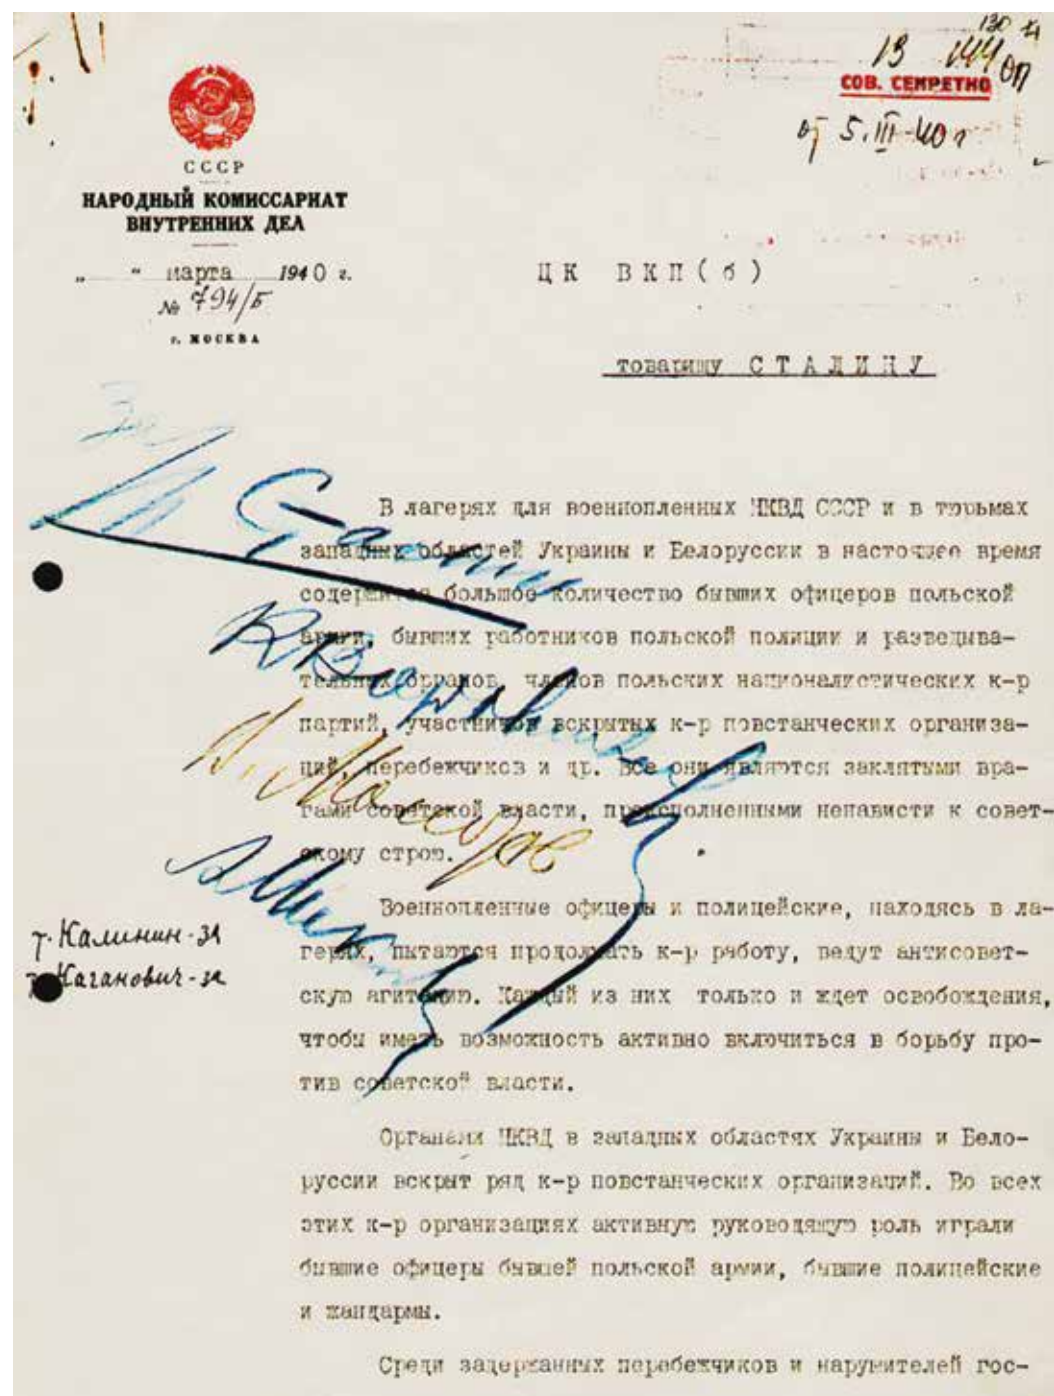 130
13 144 ОП
СОВ. СЕКРЕТНО
от 5.III-40 г
СССР
НАРОДНЫЙ КОМИССАРИАТ
ВНУТРЕННИХ ДЕЛ
„ “ марта 1940 г.
№ 794/Б
г. МОСКВА
ЦК ВКП(б)
товарищу СТАЛИНУ
За
И Сталин
В лагерях для военнопленных НКВД СССР и в тюрьмах
западных областей Украины и Белоруссии в настоящее время
содержится большое количество бывших офицеров польской
армии, бывших работников польской полиции и разведыва-
тельных органов, членов польских националистических к-р
партий, участников вскрытых к-р повстанческих организа-
ций, перебежчиков и др. Все они являются заклятыми вра-
гами советской власти, преисполненными ненависти к совет-
скому строю.
К Ворошилов
В. Молотов
А Микоян
Военнопленные офицеры и полицейские, находясь в ла-
герях, пытаются продолжать к-р работу, ведут антисовет-
скую агитацию. Каждый из них только и ждет освобождения,
чтобы иметь возможность активно включиться в борьбу про-
тив советской власти.
т. Калинин - за
т. Каганович - за
Органами НКВД в западных областях Украины и Бело-
руссии вскрыт ряд к-р повстанческих организаций. Во всех
этих к-р организациях активную руководящую роль играли
бывшие офицеры бывшей польской армии, бывшие полицейские
и жандармы.
Среди задержанных перебежчиков и нарушителей гос-